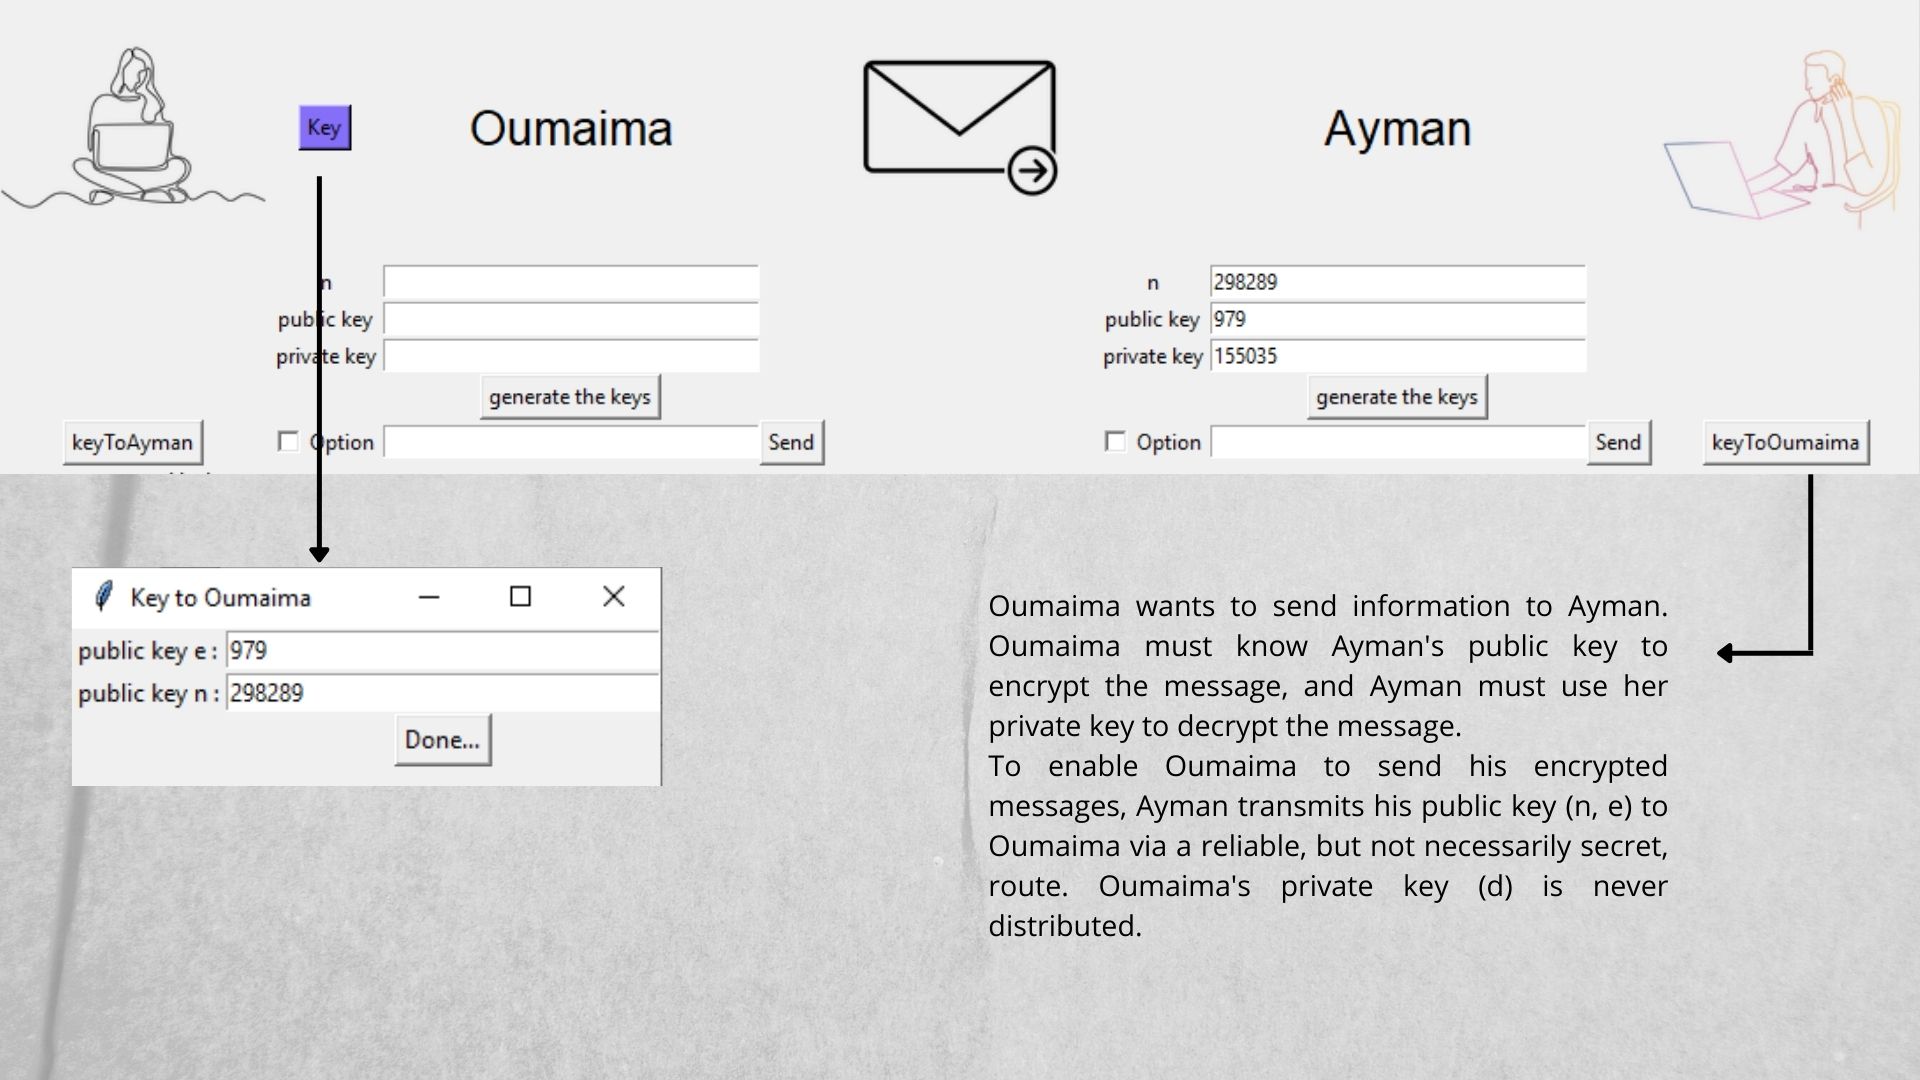 Key
Oumaima
Ayman
n
public key
private key
generate the keys
keyToAyman
Option
Send
n 298289
public key 979
private key 155035
generate the keys
Option
Send
keyToOumaima
Key to Oumaima
public key e : 979
public key n : 298289
Done...
Oumaima wants to send information to Ayman.
Oumaima must know Ayman's public key to
encrypt the message, and Ayman must use her
private key to decrypt the message.
To enable Oumaima to send his encrypted
messages, Ayman transmits his public key (n, e) to
Oumaima via a reliable, but not necessarily secret,
route. Oumaima's private key (d) is never
distributed.